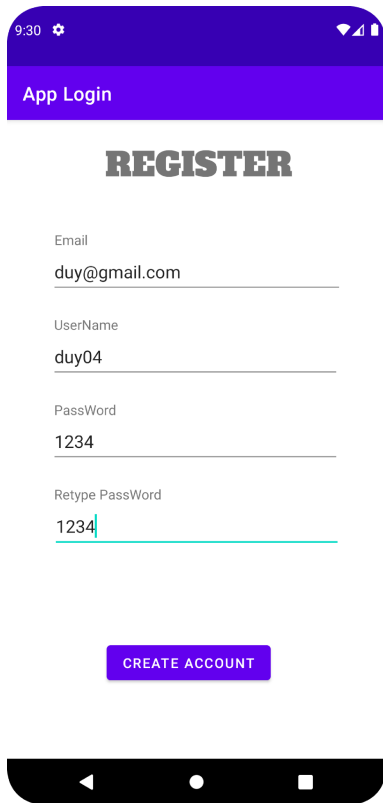 9:30
App Login
REGISTER
Email
duy@gmail.com
UserName
duy04
PassWord
1234
Retype PassWord
1234
CREATE ACCOUNT